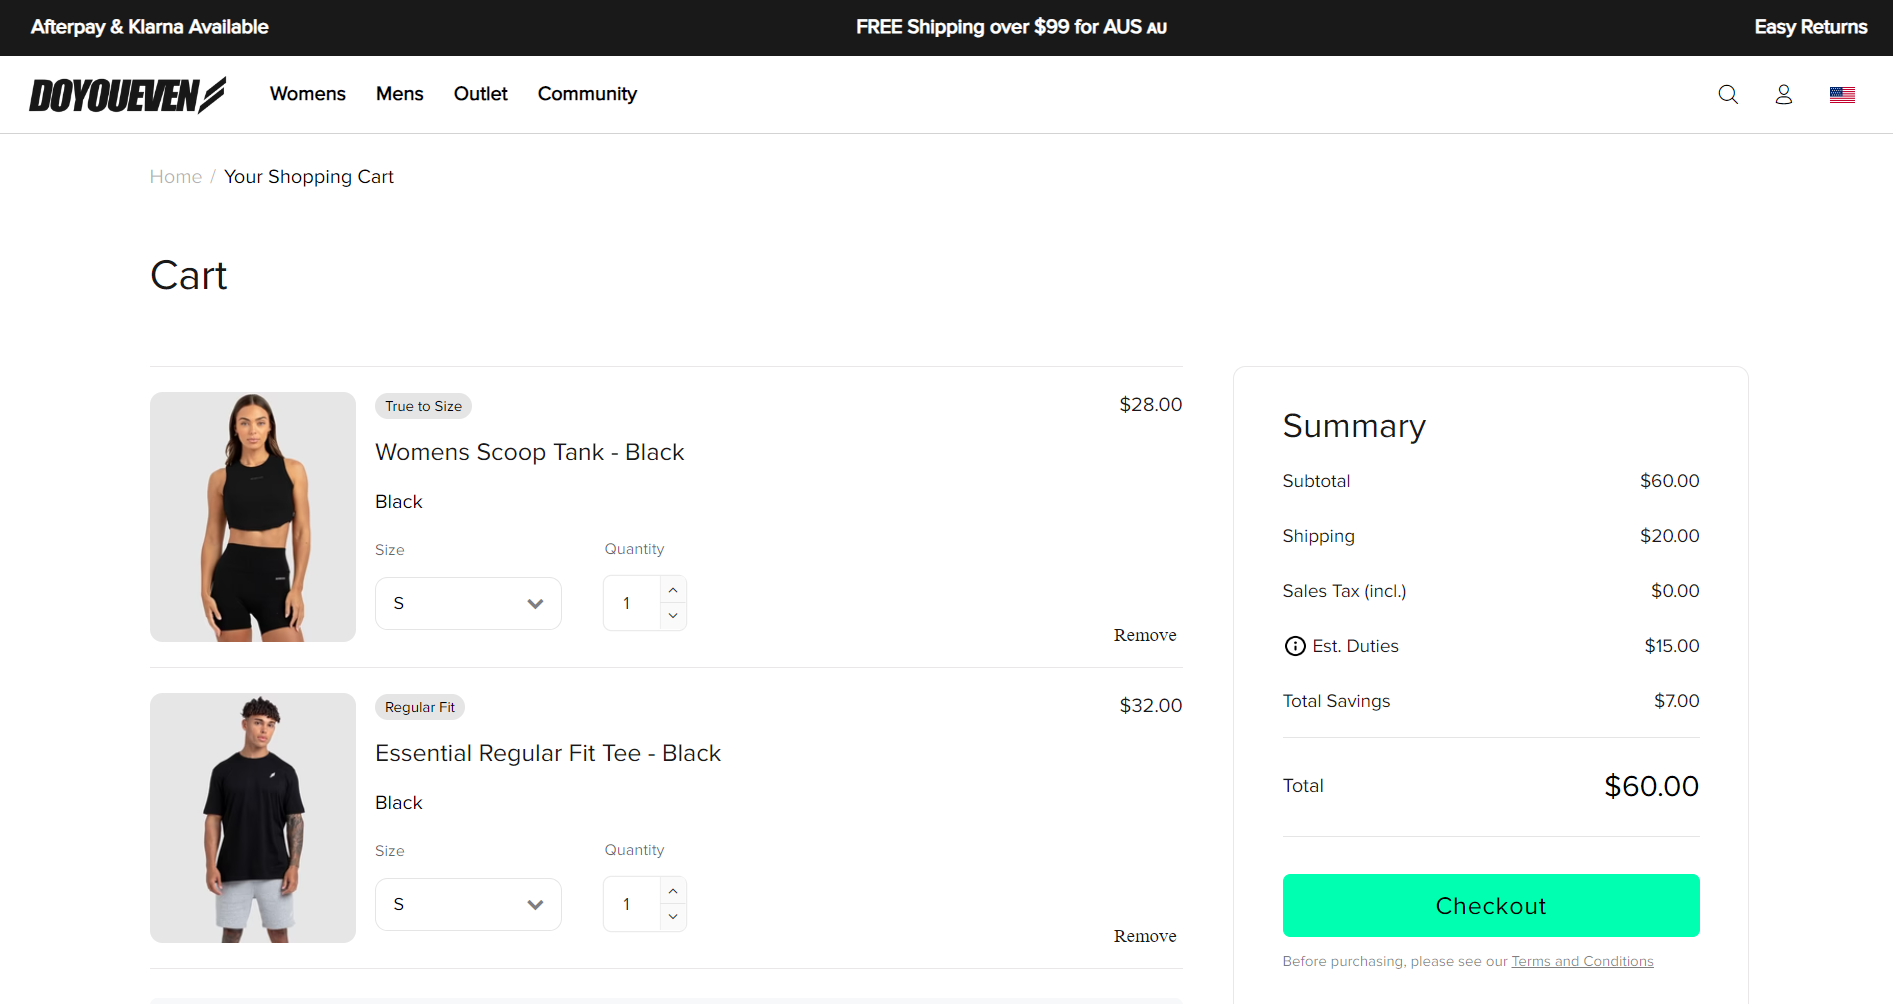 Afterpay & Klarna Available
FREE Shipping over $99 for AUS AU
Easy Returns
DOYOUEVEN
Womens Mens Outlet Community
Home / Your Shopping Cart
Cart
True to Size
$28.00
Womens Scoop Tank - Black
Black
Size Quantity
S 1
Remove
Regular Fit
$32.00
Essential Regular Fit Tee - Black
Black
Size Quantity
S 1
Remove
Summary
Subtotal $60.00
Shipping $20.00
Sales Tax (incl.) $0.00
Est. Duties $15.00
Total Savings $7.00
Total $60.00
Checkout
Before purchasing, please see our Terms and Conditions